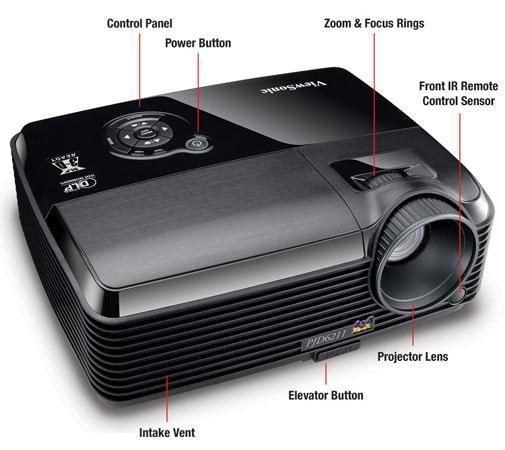 Control Panel
Zoom & Focus Rings
Power Button
Front IR Remote
Control Sensor
ViewSonic
READY
DLP
PJD6211
Projector Lens
Elevator Button
Intake Vent